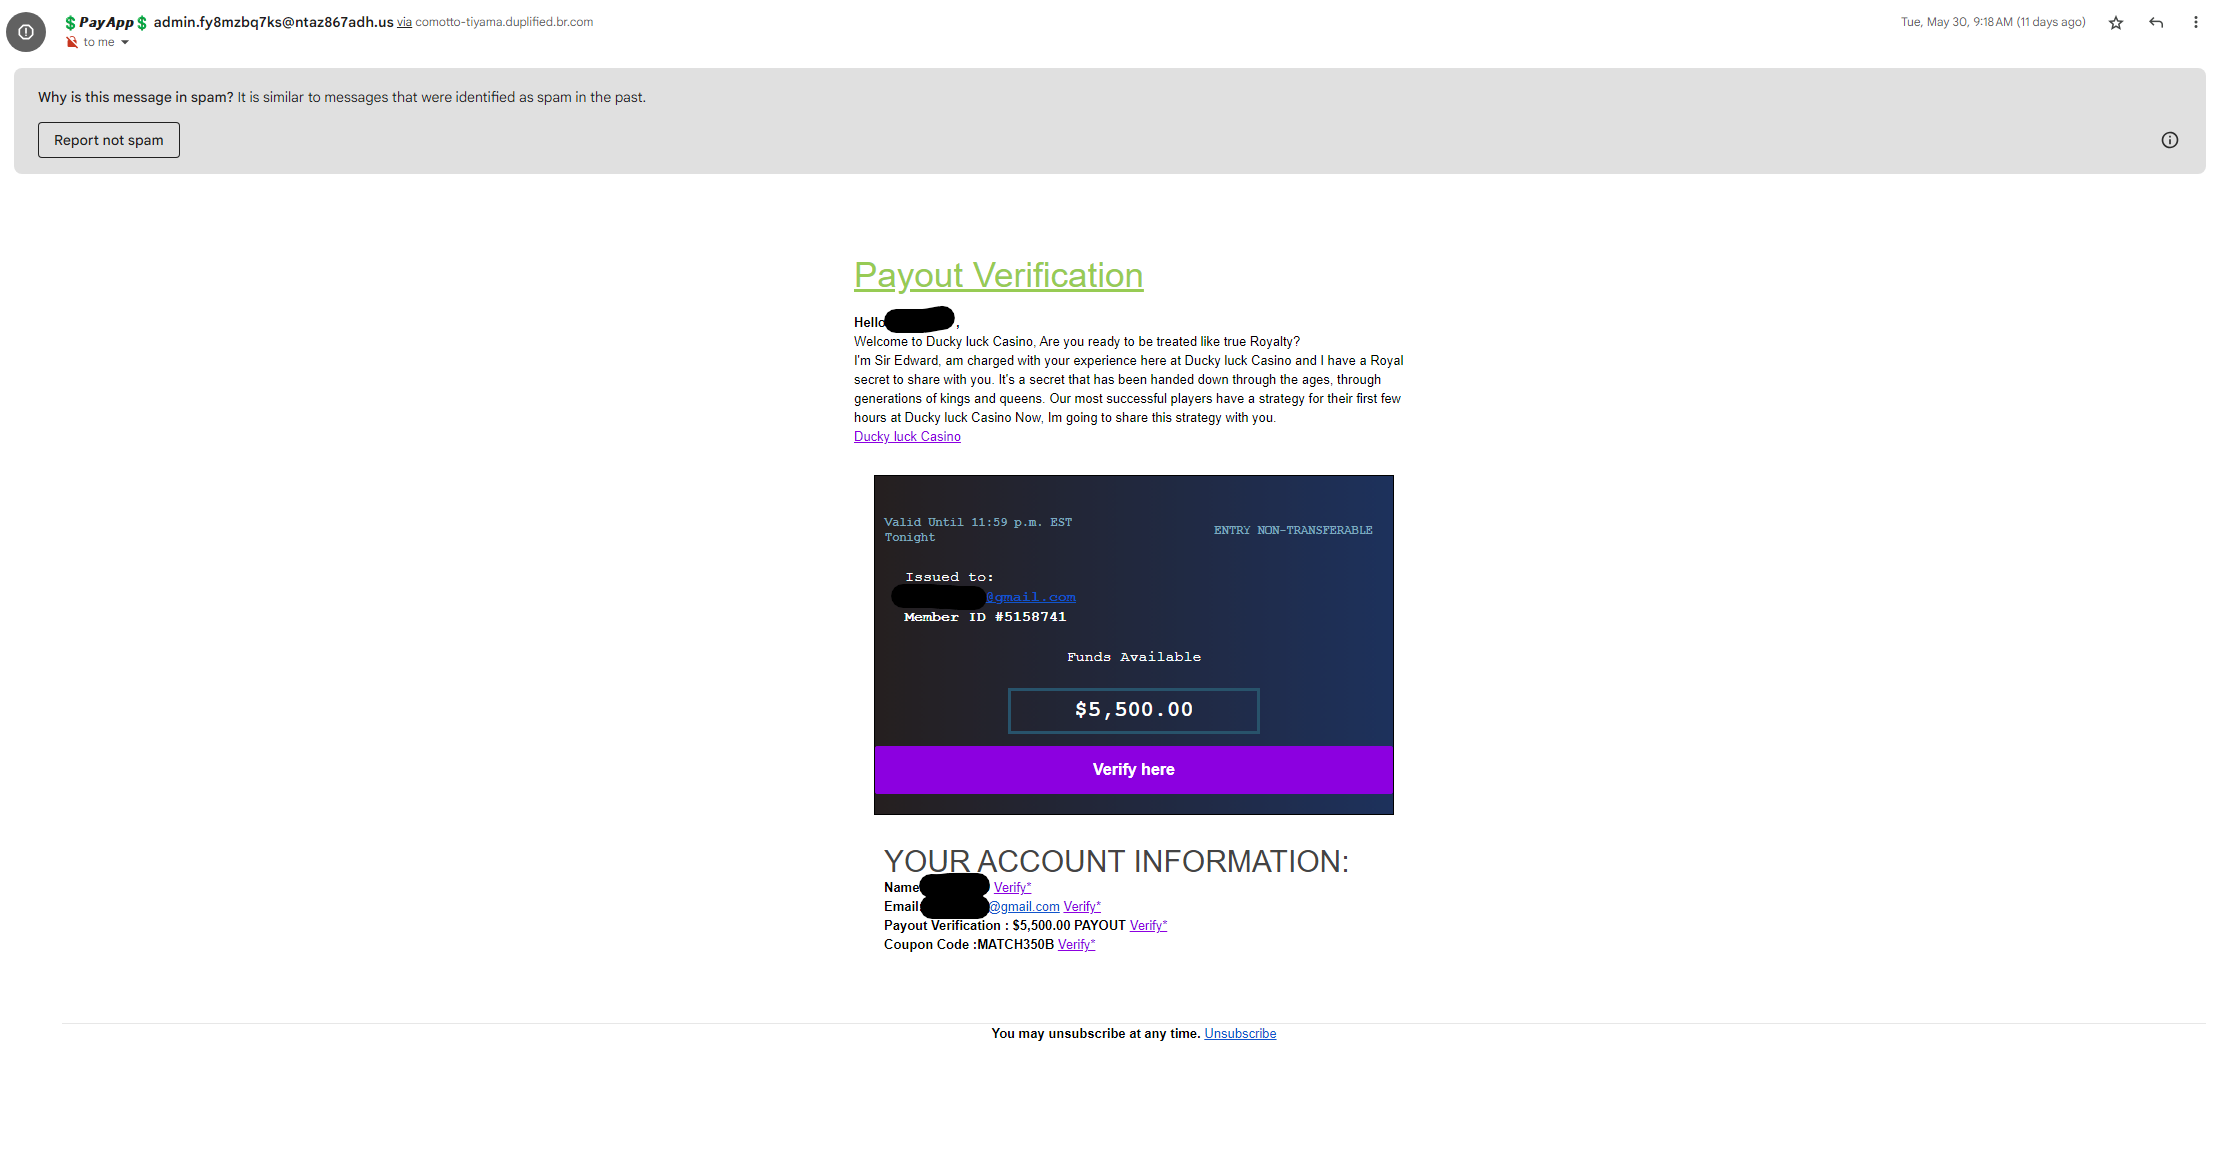 💲PayApp💲 admin.fy8mzbq7ks@ntaz867adh.us via comotto-tiyama.duplified.br.com
Tue, May 30, 9:18 AM (11 days ago)
to me
Why is this message in spam? It is similar to messages that were identified as spam in the past.
Report not spam
Payout Verification
Hello ,
Welcome to Ducky luck Casino, Are you ready to be treated like true Royalty?
I'm Sir Edward, am charged with your experience here at Ducky luck Casino and I have a Royal
secret to share with you. It's a secret that has been handed down through the ages, through
generations of kings and queens. Our most successful players have a strategy for their first few
hours at Ducky luck Casino Now, Im going to share this strategy with you.
Ducky luck Casino
Valid Until 11:59 p.m. EST
Tonight
ENTRY NON-TRANSFERABLE
Issued to:
@gmail.com
Member ID #5158741
Funds Available
$5,500.00
Verify here
YOUR ACCOUNT INFORMATION:
Name Verify*
Email: @gmail.com Verify*
Payout Verification : $5,500.00 PAYOUT Verify*
Coupon Code :MATCH350B Verify*
You may unsubscribe at any time. Unsubscribe